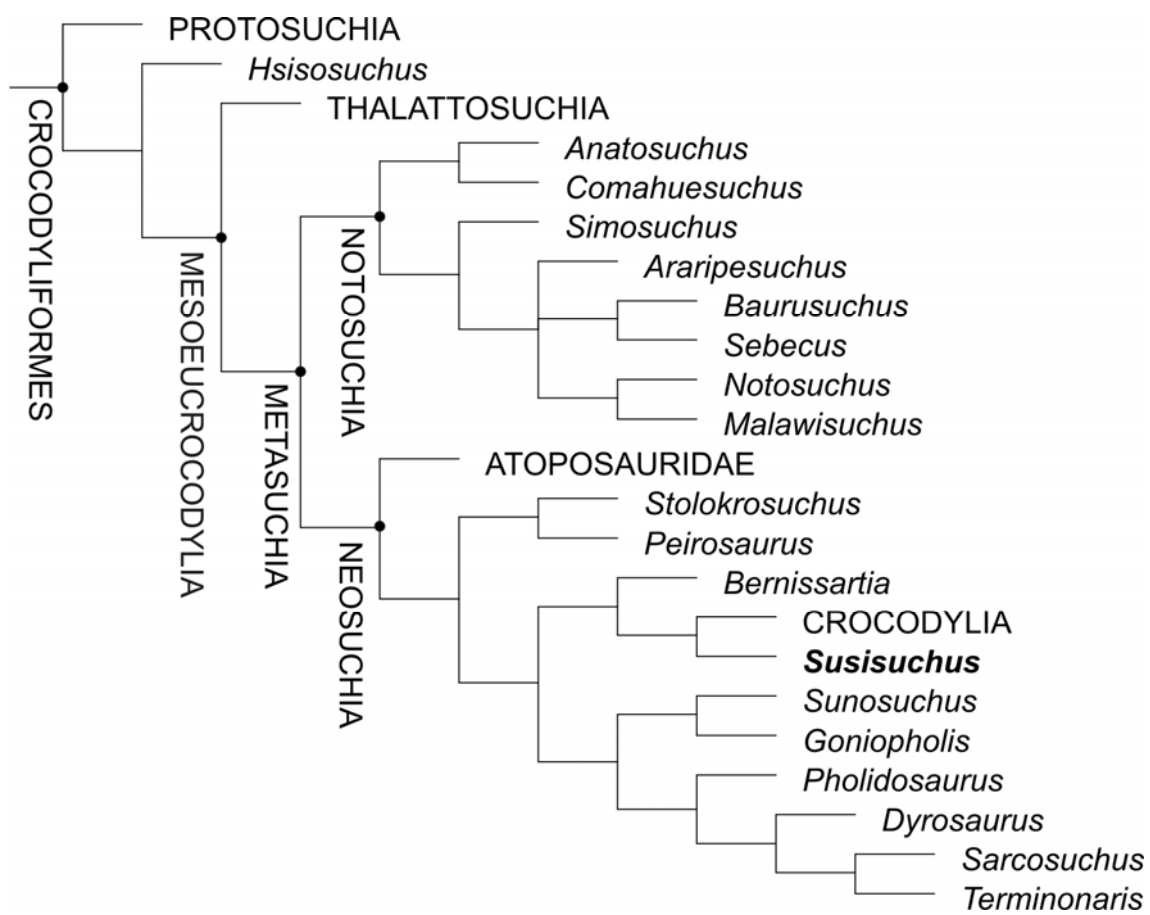 PROTOSUCHIA
Hsisosuchus
THALATTOSUCHIA
CROCODYLIFORMES
Anatosuchus
Comahuesuchus
Simosuchus
NOTOSUCHIA
Araripesuchus
MESOEUCROCODYLIA
Baurusuchus
Sebecus
Notosuchus
METASUCHIA
Malawisuchus
ATOPOSAURIDAE
Stolokrosuchus
Peirosaurus
NEOSUCHIA
Bernissartia
CROCODYLIA
Susisuchus
Sunosuchus
Goniopholis
Pholidosaurus
Dyrosaurus
Sarcosuchus
Terminonaris